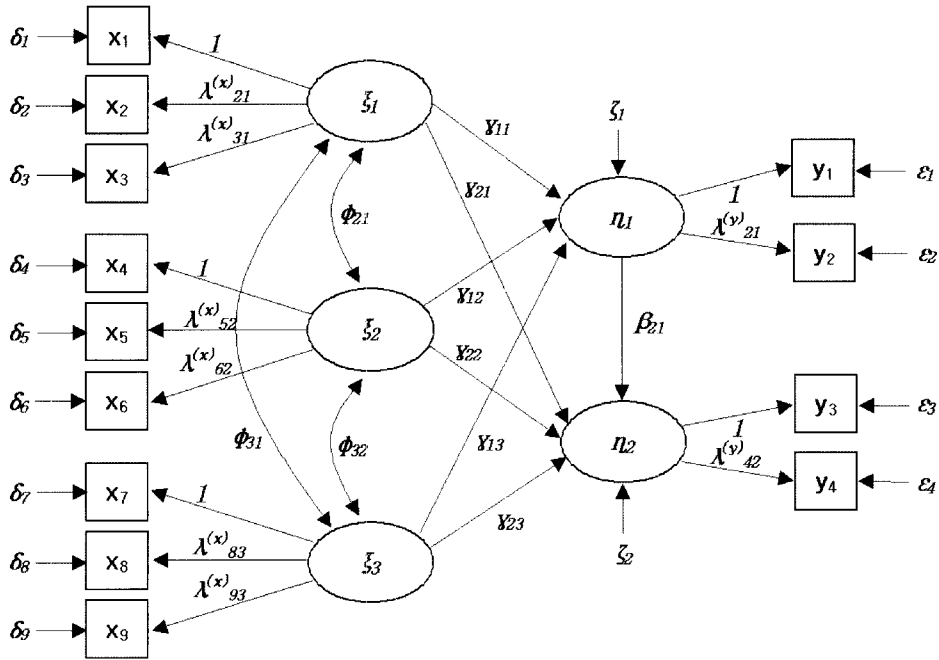 δ1 x1 1
δ2 x2 λ(x)21 ξ1
δ3 x3 λ(x)31
γ11 ζ1
γ21 η1 1 y1 ε1
λ(y)21 y2 ε2
ϕ21
δ4 x4 1
δ5 x5 λ(x)52 ξ2 γ12 β21
δ6 x6 λ(x)62 γ22
ϕ31 ϕ32 γ13 η2 1 y3 ε3
λ(y)42 y4 ε4
δ7 x7 1
γ23 ζ2
δ8 x8 λ(x)83 ξ3
δ9 x9 λ(x)93